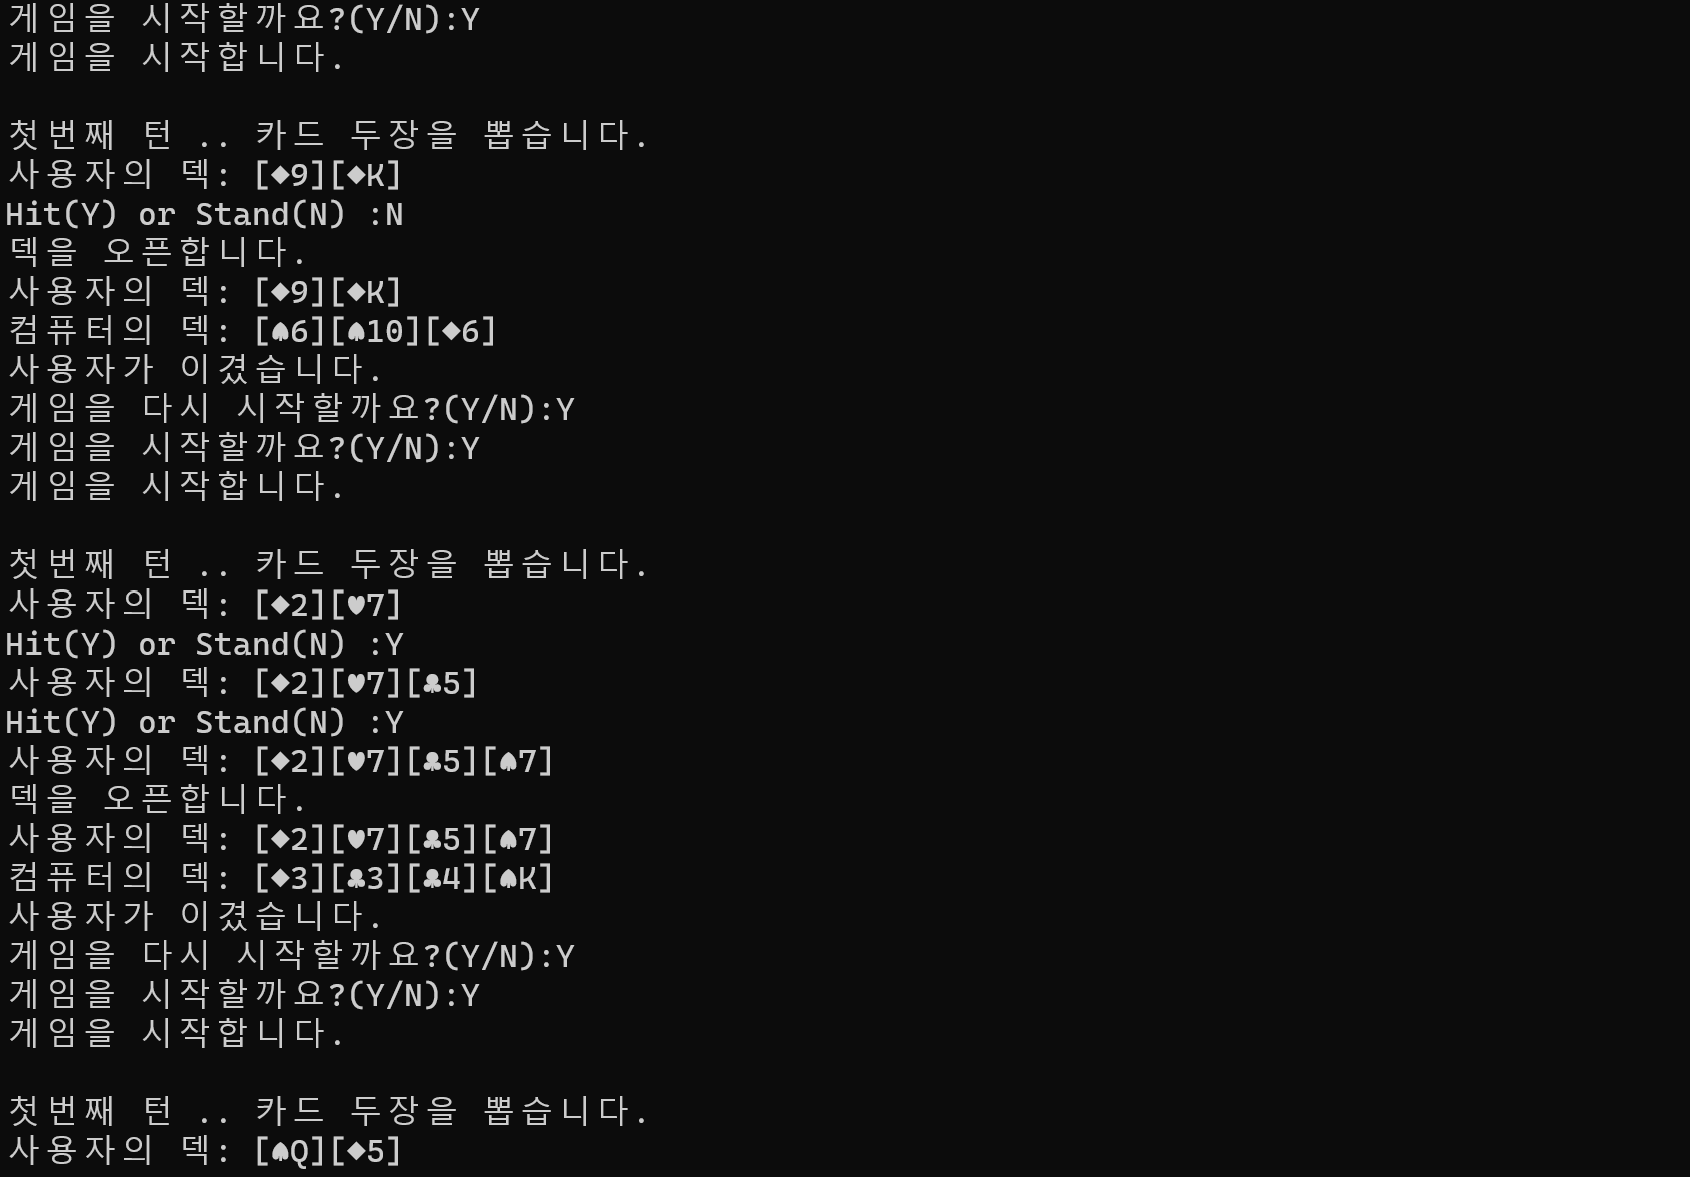 게임을 시작할까요?(Y/N):Y
게임을 시작합니다.
첫번째 턴 .. 카드 두장을 뽑습니다.
사용자의 덱: [◆9][◆K]
Hit(Y) or Stand(N) :N
덱을 오픈합니다.
사용자의 덱: [◆9][◆K]
컴퓨터의 덱: [♠6][♠10][◆6]
사용자가 이겼습니다.
게임을 다시 시작할까요?(Y/N):Y
게임을 시작할까요?(Y/N):Y
게임을 시작합니다.
첫번째 턴 .. 카드 두장을 뽑습니다.
사용자의 덱: [◆2][♥7]
Hit(Y) or Stand(N) :Y
사용자의 덱: [◆2][♥7][♣5]
Hit(Y) or Stand(N) :Y
사용자의 덱: [◆2][♥7][♣5][♠7]
덱을 오픈합니다.
사용자의 덱: [◆2][♥7][♣5][♠7]
컴퓨터의 덱: [◆3][♣3][♣4][♠K]
사용자가 이겼습니다.
게임을 다시 시작할까요?(Y/N):Y
게임을 시작할까요?(Y/N):Y
게임을 시작합니다.
첫번째 턴 .. 카드 두장을 뽑습니다.
사용자의 덱: [♠Q][◆5]